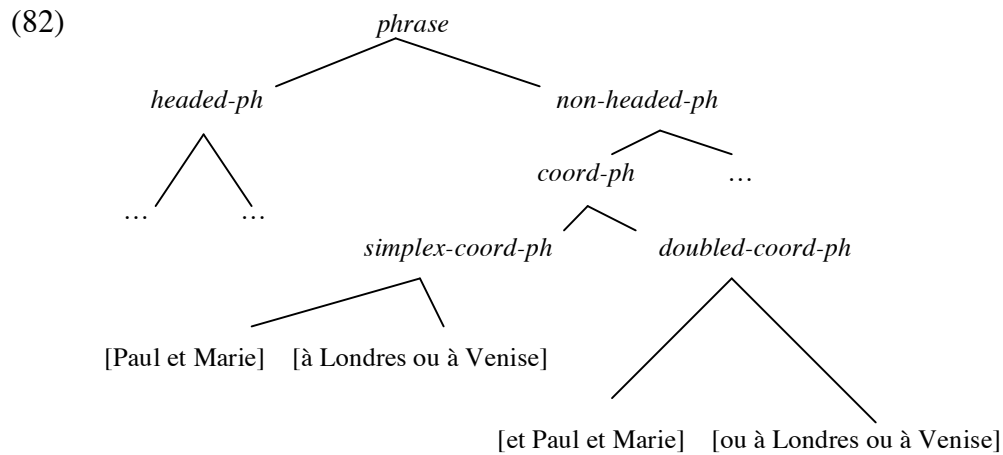 (82)
phrase
headed-ph non-headed-ph
coord-ph …
… …
simplex-coord-ph doubled-coord-ph
[Paul et Marie] [à Londres ou à Venise]
[et Paul et Marie] [ou à Londres ou à Venise]